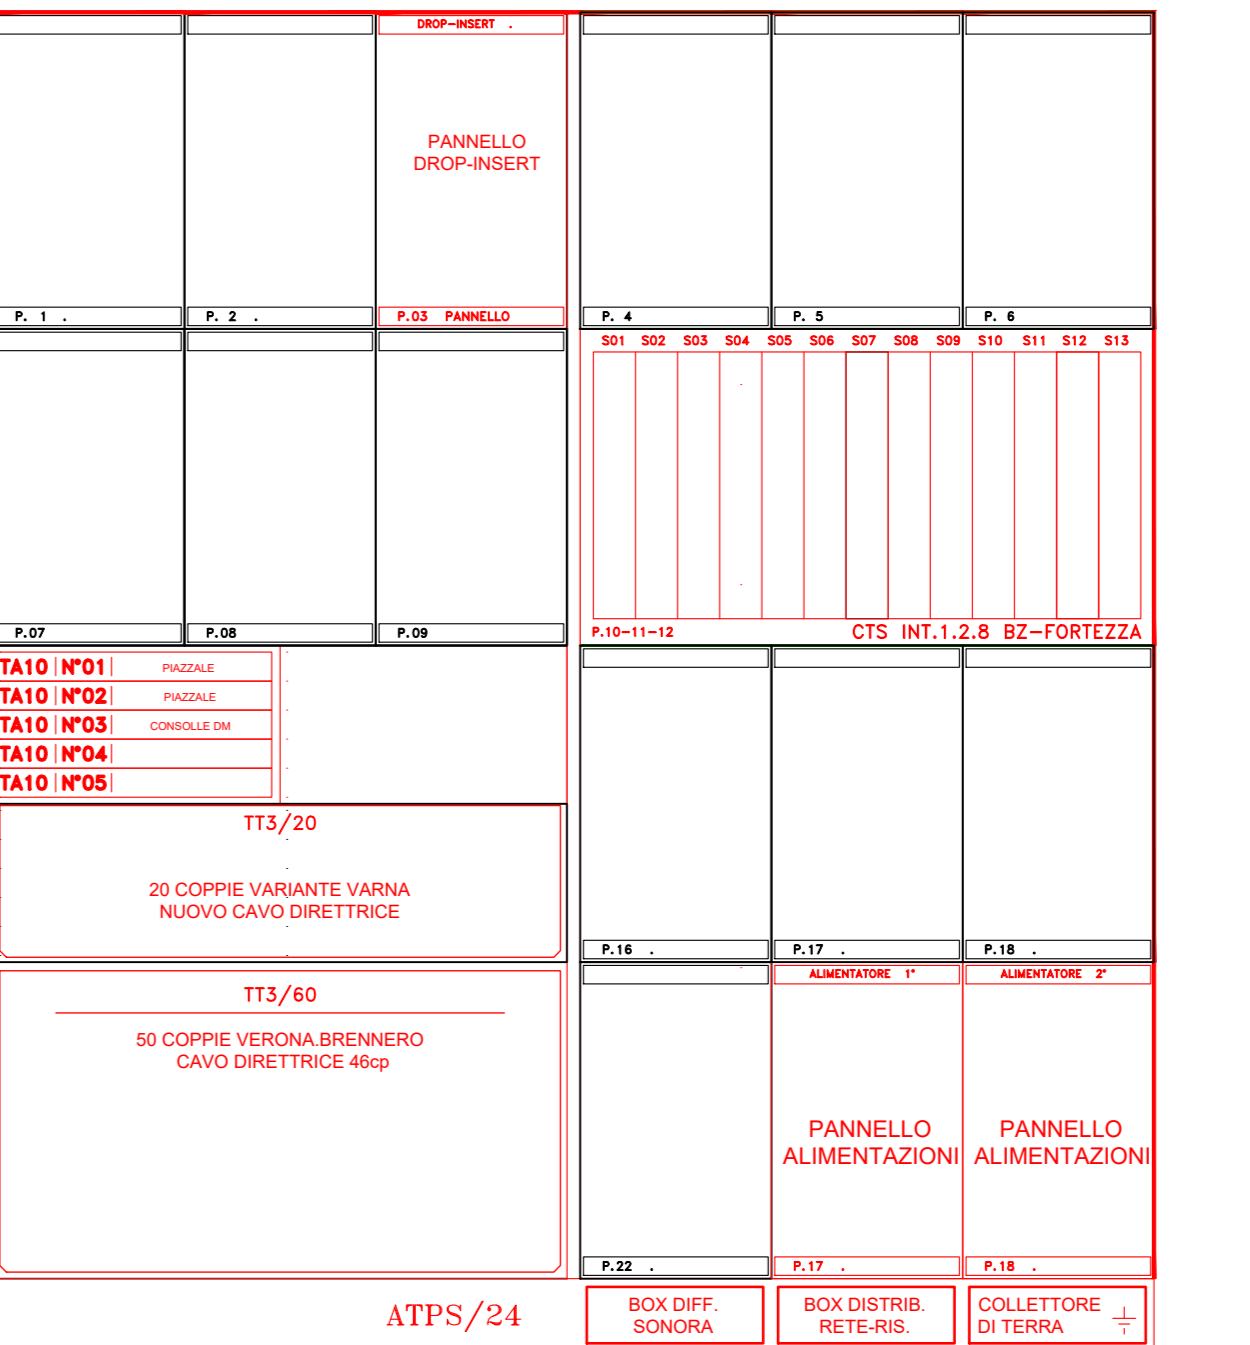 DROP-INSERT .
PANNELLO
DROP-INSERT
P. 1 .
P. 2 .
P.03 PANNELLO
P. 4
P. 5
P. 6
S01 S02 S03 S04 S05 S06 S07 S08 S09 S10 S11 S12 S13
P.07
P.08
P.09
P.10-11-12
CTS INT.1.2.8 BZ-FORTEZZA
TA10 N°01 PIAZZALE
TA10 N°02 PIAZZALE
TA10 N°03 CONSOLLE DM
TA10 N°04
TA10 N°05
TT3/20
20 COPPIE VARIANTE VARNA
NUOVO CAVO DIRETTRICE
P.16 .
P.17 .
P.18 .
TT3/60
50 COPPIE VERONA.BRENNERO
CAVO DIRETTRICE 46cp
ALIMENTATORE 1°
ALIMENTATORE 2°
PANNELLO
ALIMENTAZIONI
PANNELLO
ALIMENTAZIONI
P.22 .
P.17 .
P.18 .
ATPS/24
BOX DIFF.
SONORA
BOX DISTRIB.
RETE-RIS.
COLLETTORE
DI TERRA